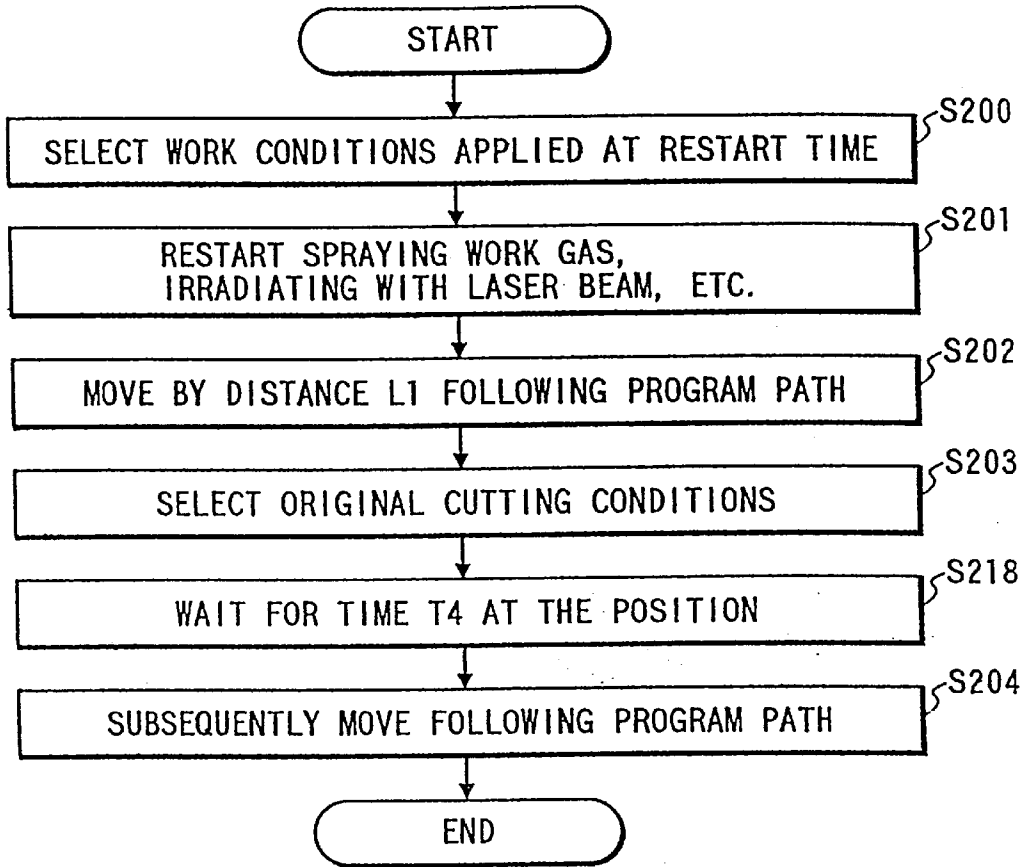 START
S200
SELECT WORK CONDITIONS APPLIED AT RESTART TIME
S201
RESTART SPRAYING WORK GAS,
IRRADIATING WITH LASER BEAM, ETC.
S202
MOVE BY DISTANCE L1 FOLLOWING PROGRAM PATH
S203
SELECT ORIGINAL CUTTING CONDITIONS
S218
WAIT FOR TIME T4 AT THE POSITION
S204
SUBSEQUENTLY MOVE FOLLOWING PROGRAM PATH
END